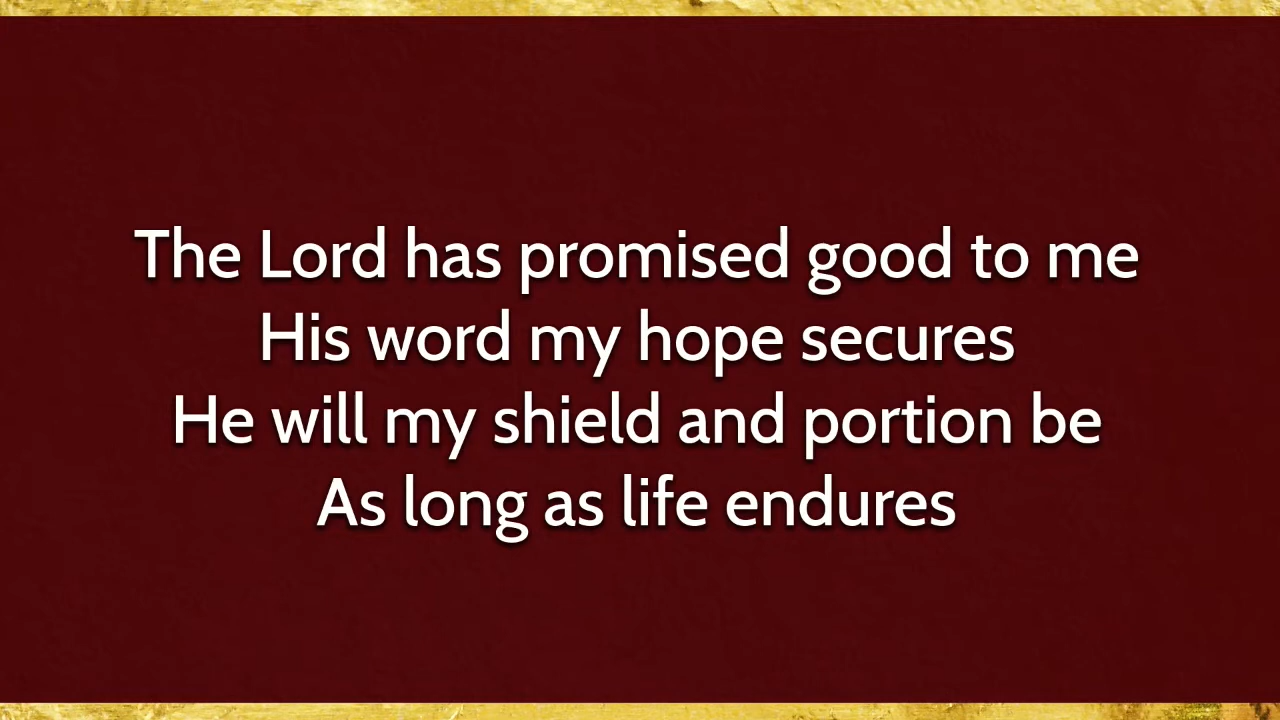 The Lord has promised good to me
His word my hope secures
He will my shield and portion be
As long as life endures